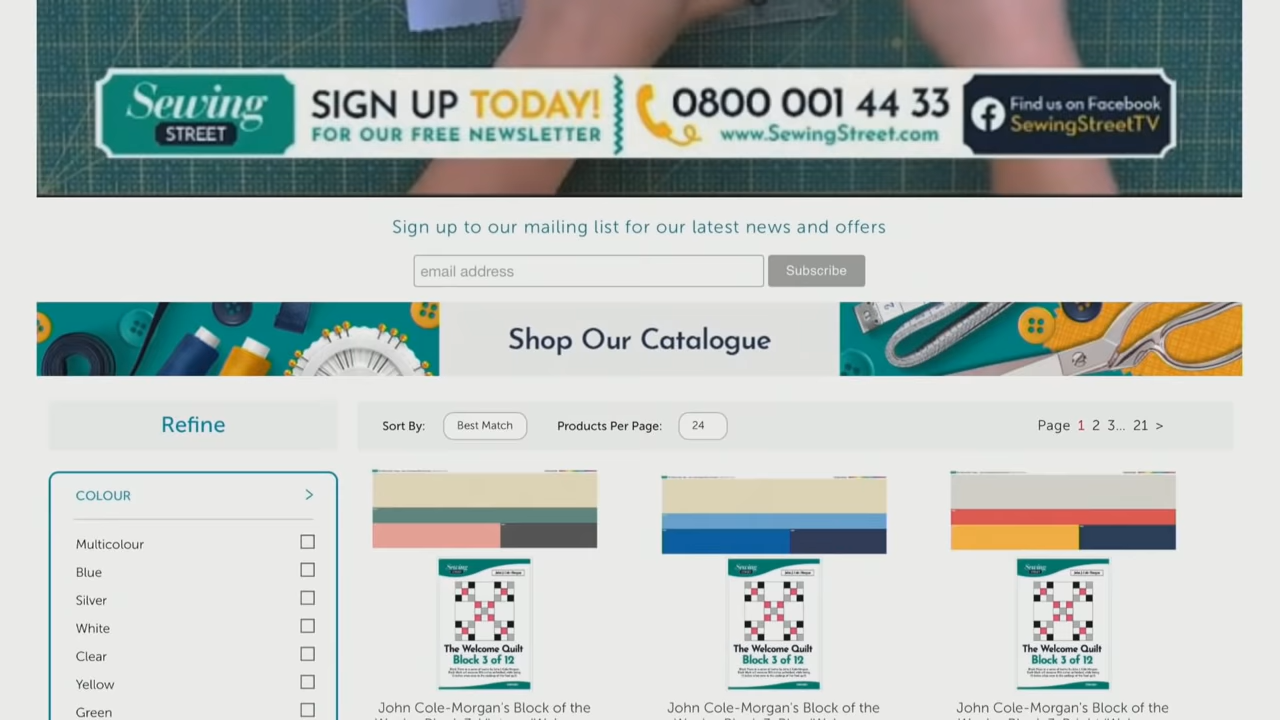 Sewing
STREET
SIGN UP TODAY!
FOR OUR FREE NEWSLETTER
0800 001 44 33
www.SewingStreet.com
Find us on Facebook
SewingStreetTV
Sign up to our mailing list for our latest news and offers
email address
Subscribe
Shop Our Catalogue
Refine
Sort By:
Best Match
Products Per Page:
24
Page 1 2 3... 21 >
COLOUR
>
Multicolour
Blue
Silver
White
Clear
Yellow
Green
Sewing
The Welcome Quilt
Block 3 of 12
John Cole-Morgan's Block of the
Sewing
The Welcome Quilt
Block 3 of 12
John Cole-Morgan's Block of the
Sewing
The Welcome Quilt
Block 3 of 12
John Cole-Morgan's Block of the